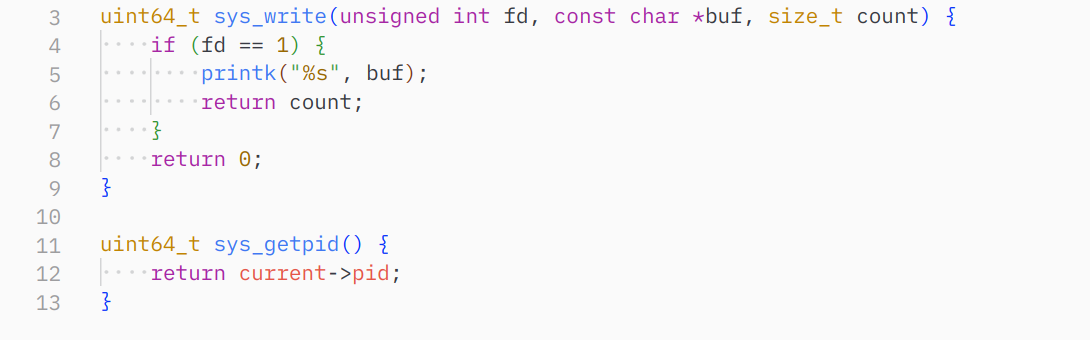 3 uint64_t sys_write(unsigned int fd, const char *buf, size_t count) {
4     if (fd == 1) {
5         printk("%s", buf);
6         return count;
7     }
8     return 0;
9 }
10
11 uint64_t sys_getpid() {
12     return current->pid;
13 }